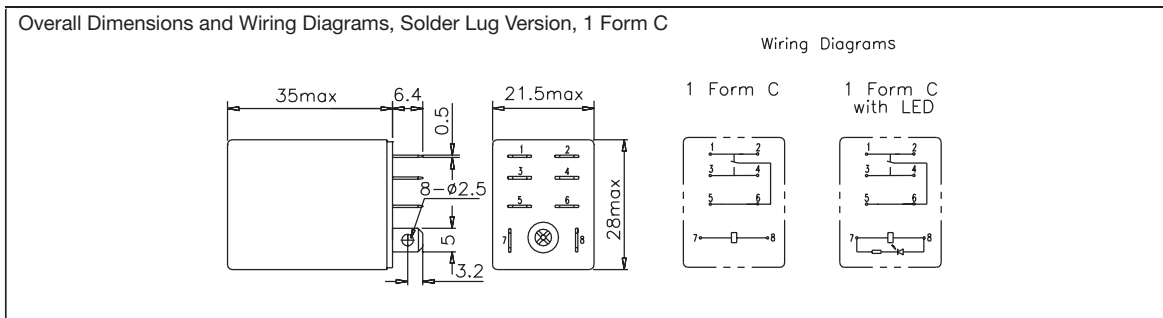 Overall Dimensions and Wiring Diagrams, Solder Lug Version, 1 Form C
Wiring Diagrams
35max
6.4
0.5
8-ø2.5
5
3.2
21.5max
28max
1 2
3 4
5 6
7 8
1 Form C
1 2
3 4
5 6
7 8
1 Form C
with LED
1 2
3 4
5 6
7 8